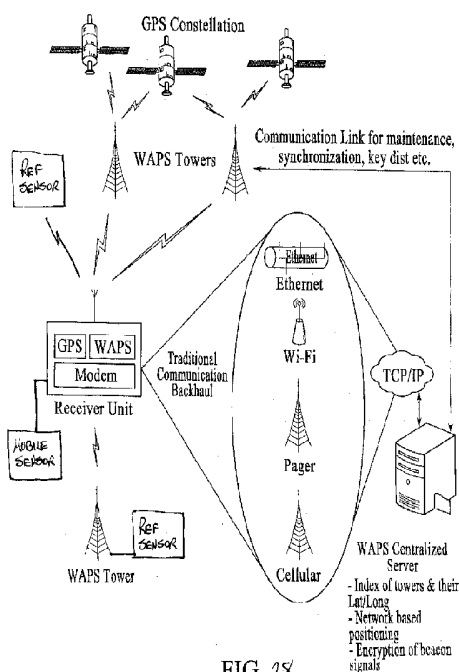 GPS Constellation
WAPS Towers
Communication Link for maintenance,
synchronization, key dist etc.
REF
SENSOR
Ethernet
Ethernet
Wi-Fi
GPS
WAPS
Modem
Receiver Unit
Traditional
Communication
Backhaul
TCP/IP
MOBILE
SENSOR
Pager
REF
SENSOR
WAPS Tower
Cellular
WAPS Centralized
Server
- Index of towers & their
Lat/Long
- Network based
positioning
- Encryption of beacon
signals
FIG.